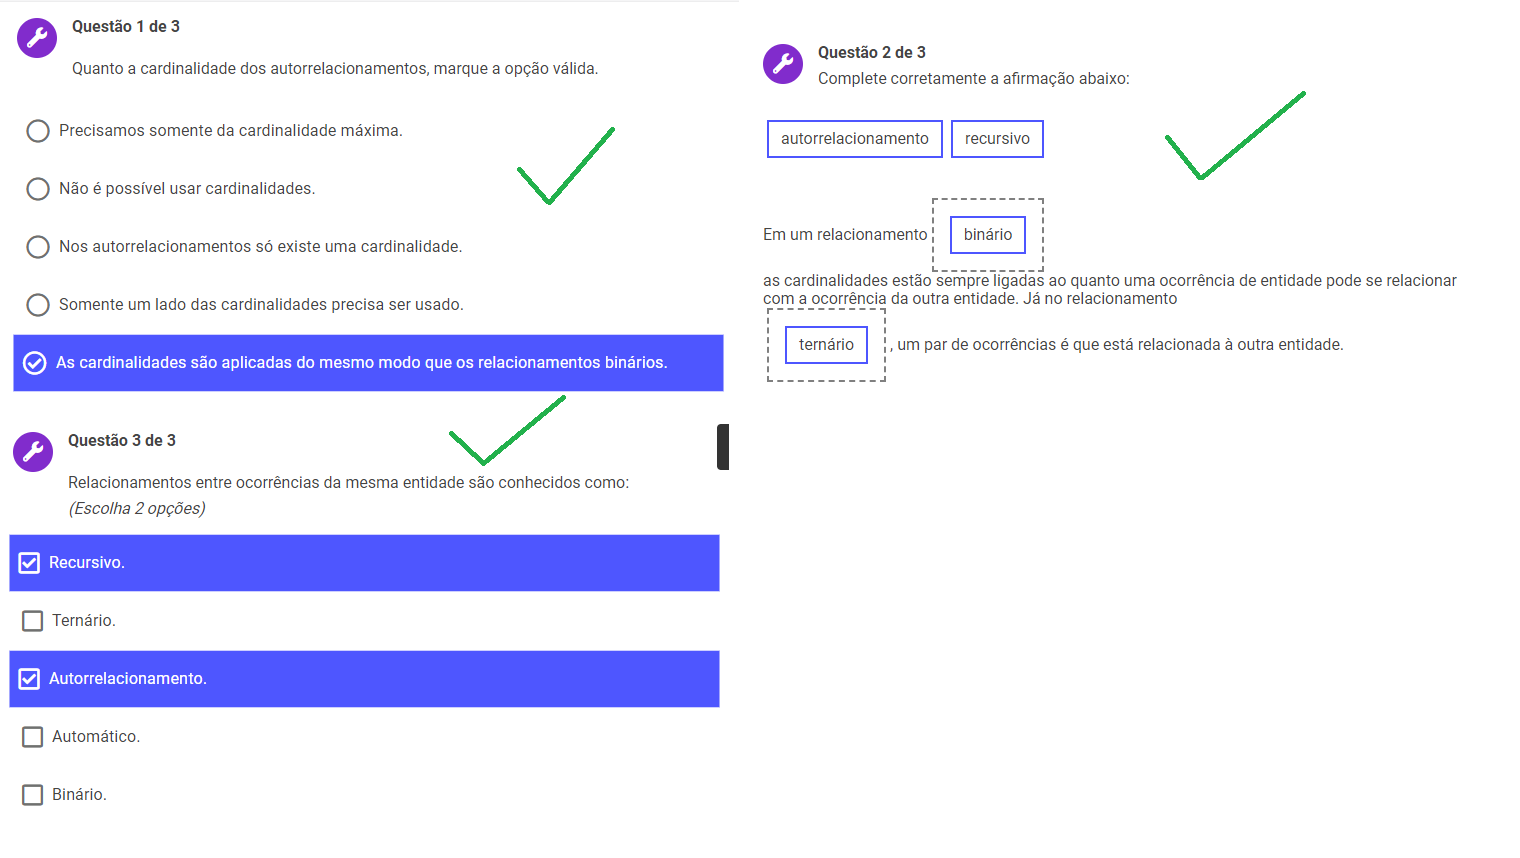 Questão 1 de 3
Quanto a cardinalidade dos autorrelacionamentos, marque a opção válida.
Precisamos somente da cardinalidade máxima.
Não é possível usar cardinalidades.
Nos autorrelacionamentos só existe uma cardinalidade.
Somente um lado das cardinalidades precisa ser usado.
As cardinalidades são aplicadas do mesmo modo que os relacionamentos binários.
Questão 2 de 3
Complete corretamente a afirmação abaixo:
autorrelacionamento recursivo
Em um relacionamento binário
as cardinalidades estão sempre ligadas ao quanto uma ocorrência de entidade pode se relacionar
com a ocorrência da outra entidade. Já no relacionamento
ternário , um par de ocorrências é que está relacionada à outra entidade.
Questão 3 de 3
Relacionamentos entre ocorrências da mesma entidade são conhecidos como:
(Escolha 2 opções)
Recursivo.
Ternário.
Autorrelacionamento.
Automático.
Binário.